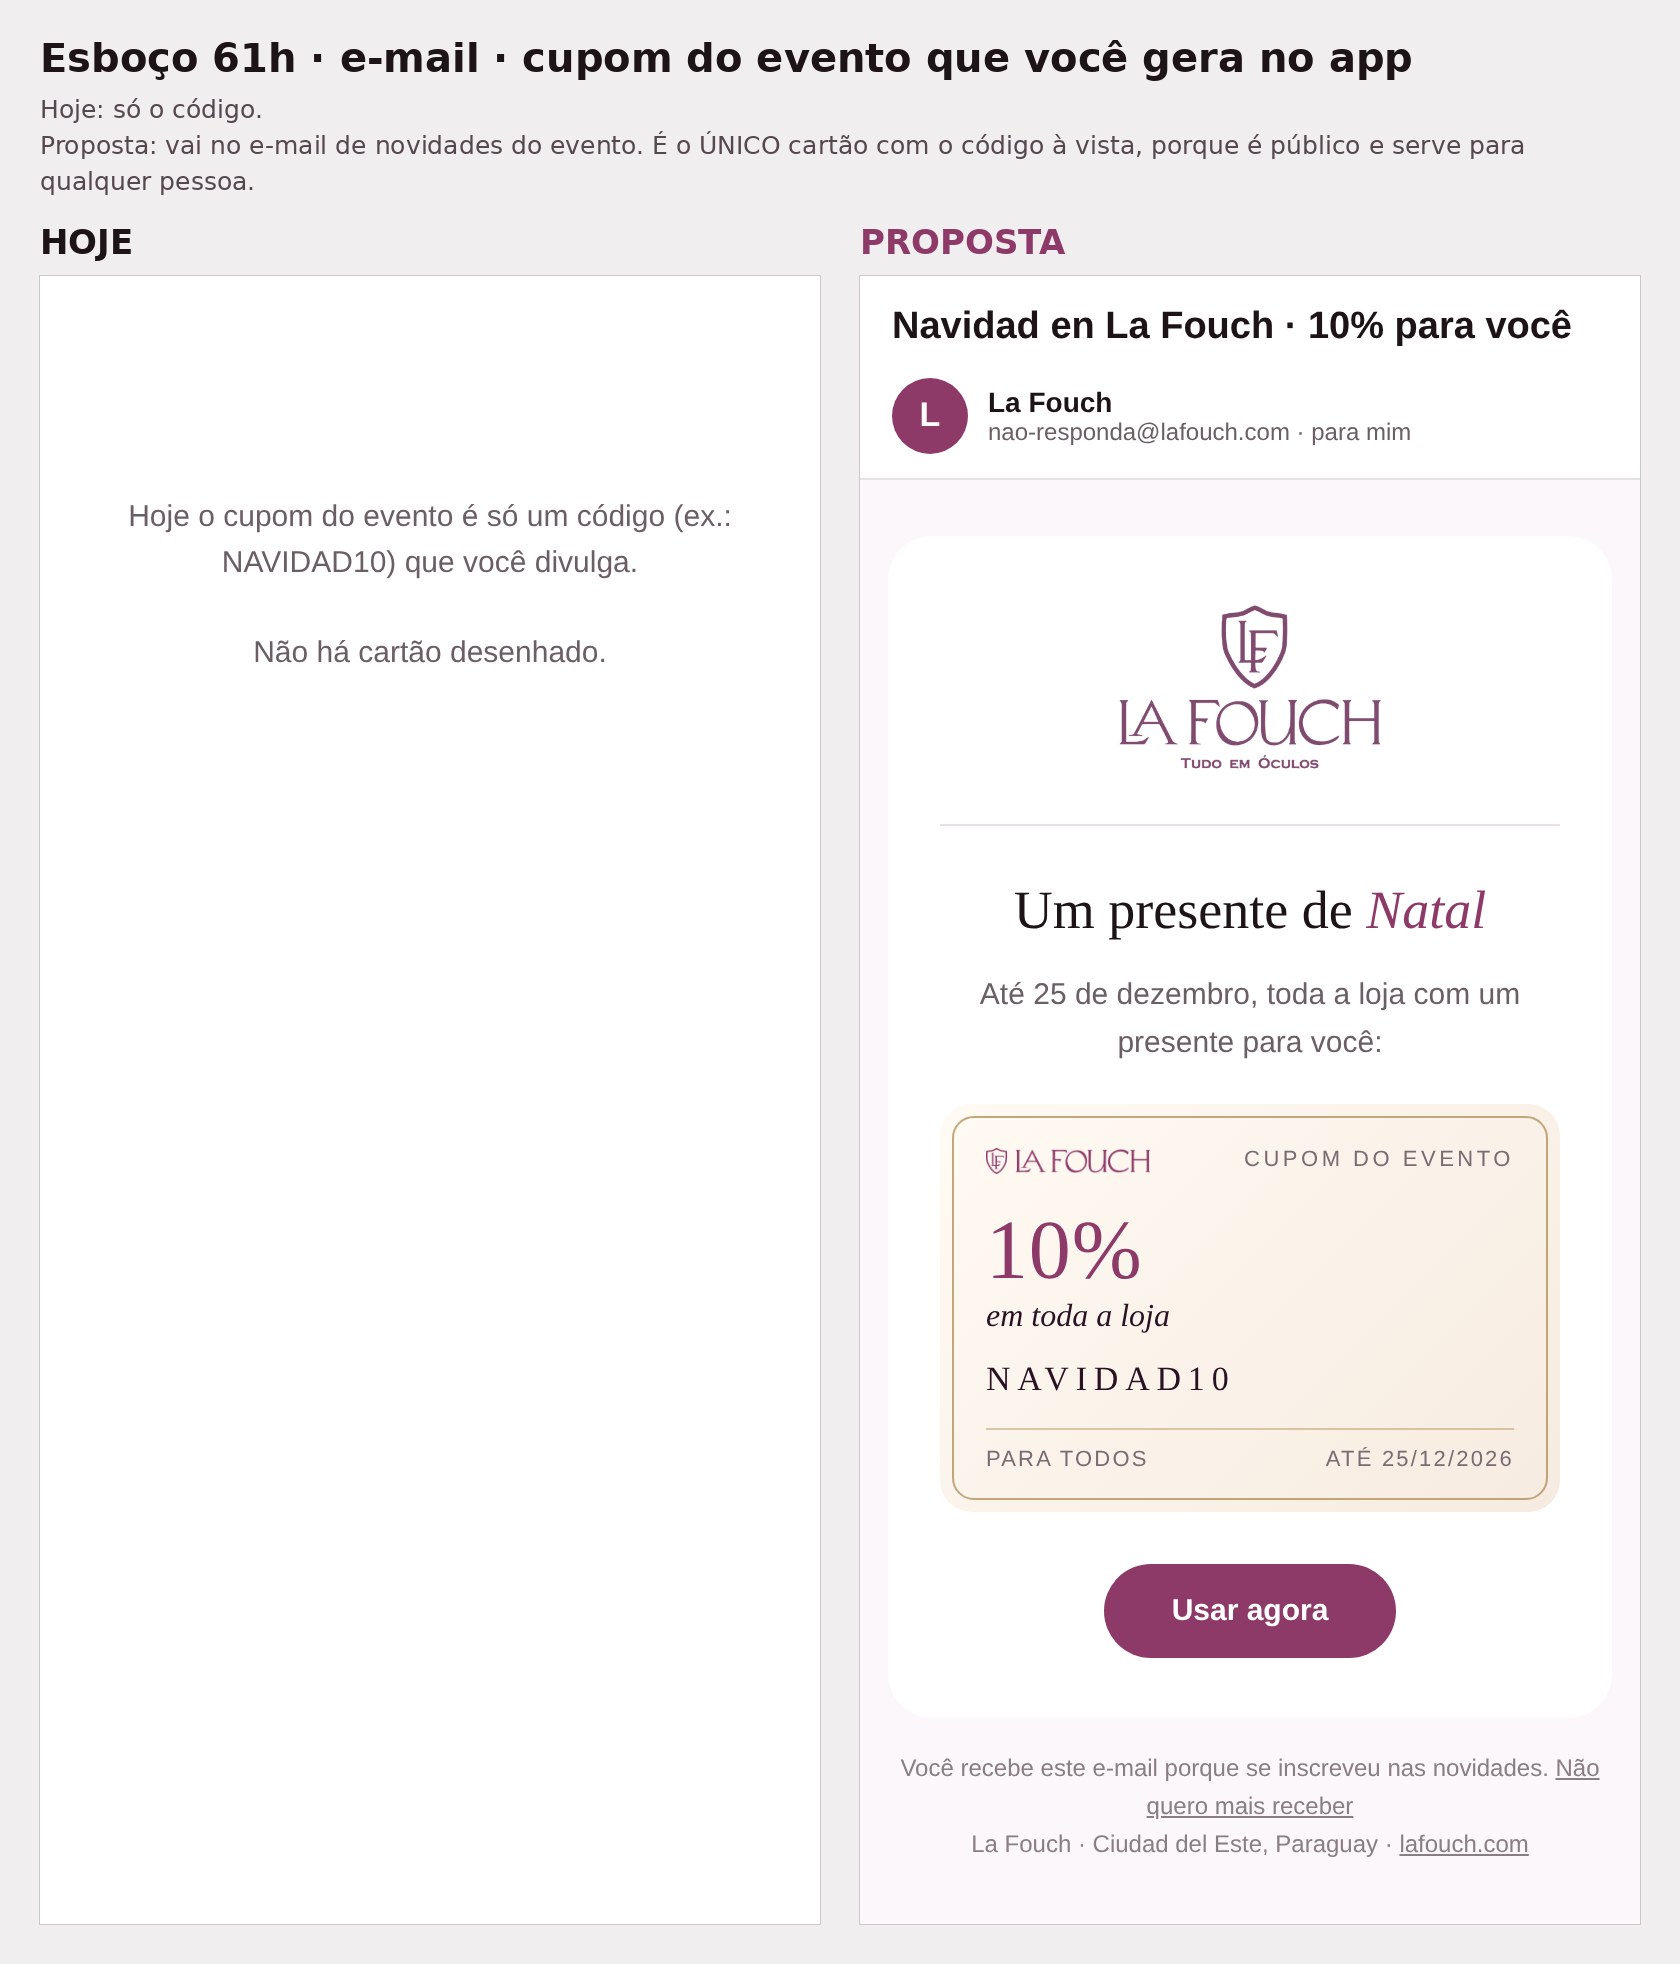 Esboço 61h · e-mail · cupom do evento que você gera no app
Hoje: só o código.
Proposta: vai no e-mail de novidades do evento. É o ÚNICO cartão com o código à vista, porque é público e serve para
qualquer pessoa.
HOJE
Hoje o cupom do evento é só um código (ex.:
NAVIDAD10) que você divulga.
Não há cartão desenhado.
PROPOSTA
Navidad en La Fouch · 10% para você
L
La Fouch
nao-responda@lafouch.com · para mim
LF
LA FOUCH
Tudo em Óculos
Um presente de Natal
Até 25 de dezembro, toda a loja com um
presente para você:
LF LA FOUCH
CUPOM DO EVENTO
10%
em toda a loja
NAVIDAD10
PARA TODOS
ATÉ 25/12/2026
Usar agora
Você recebe este e-mail porque se inscreveu nas novidades. Não
quero mais receber
La Fouch · Ciudad del Este, Paraguay · lafouch.com